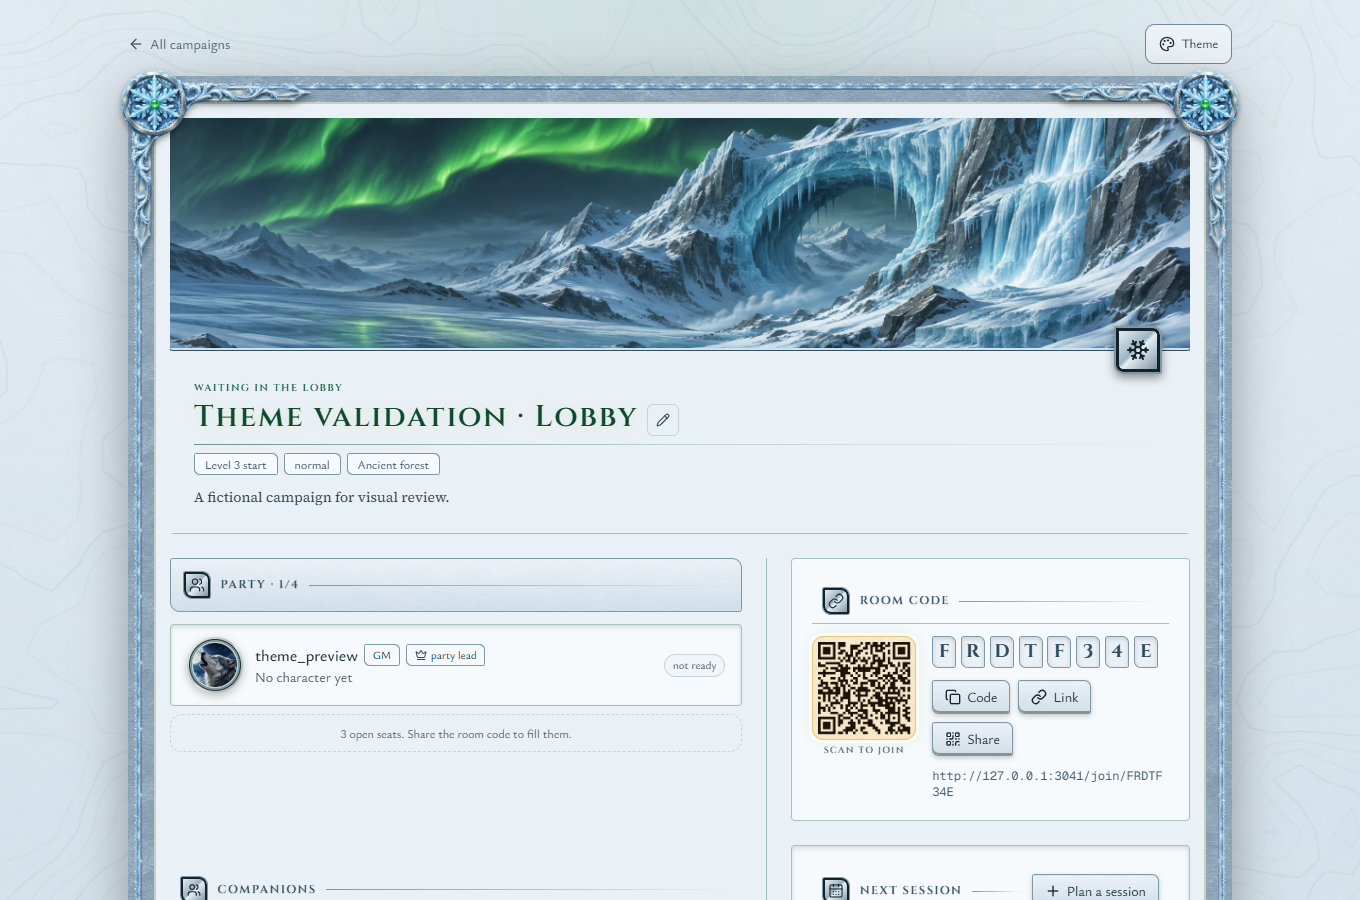 All campaigns
Theme
WAITING IN THE LOBBY
THEME VALIDATION · LOBBY
Level 3 start
normal
Ancient forest
A fictional campaign for visual review.
PARTY · 1/4
theme_preview
GM
party lead
No character yet
not ready
3 open seats. Share the room code to fill them.
COMPANIONS
ROOM CODE
F R D T F 3 4 E
Code
Link
Share
SCAN TO JOIN
http://127.0.0.1:3041/join/FRDTF
34E
NEXT SESSION
Plan a session